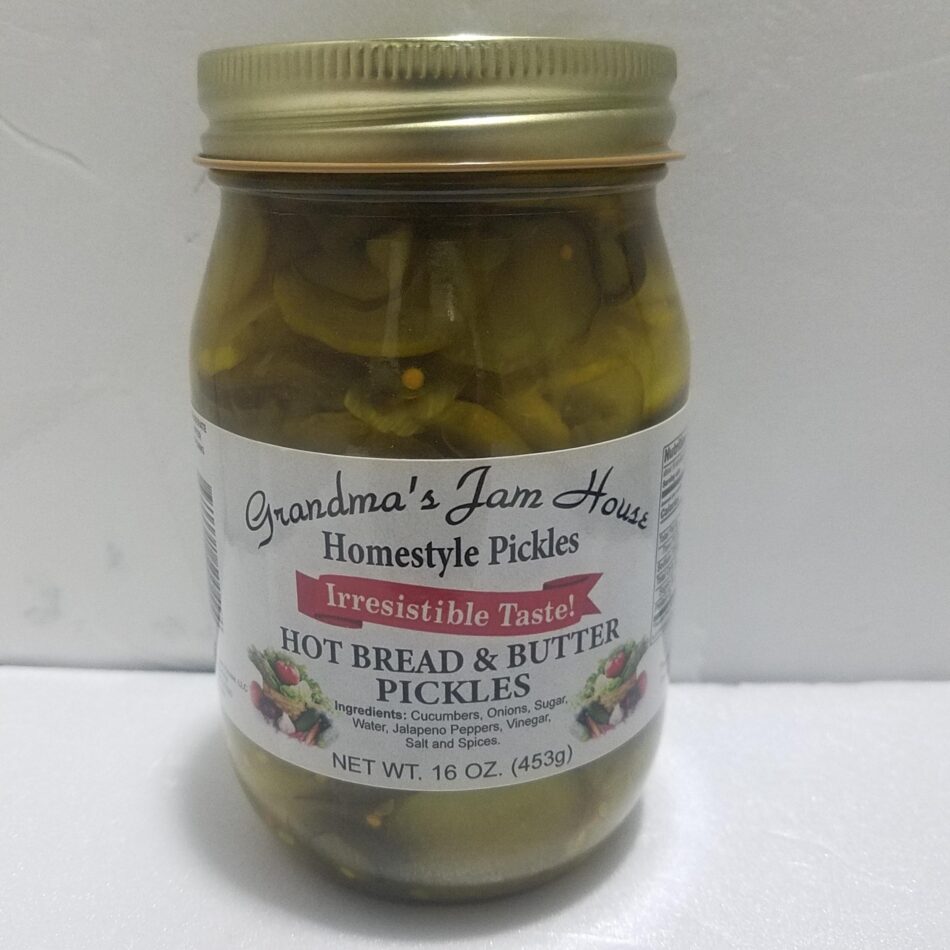 Grandma's Jam House
Homestyle Pickles
Irresistible Taste!
HOT BREAD & BUTTER
PICKLES
Ingredients: Cucumbers, Onions, Sugar,
Water, Jalapeno Peppers, Vinegar,
Salt and Spices.
NET WT. 16 OZ. (453g)